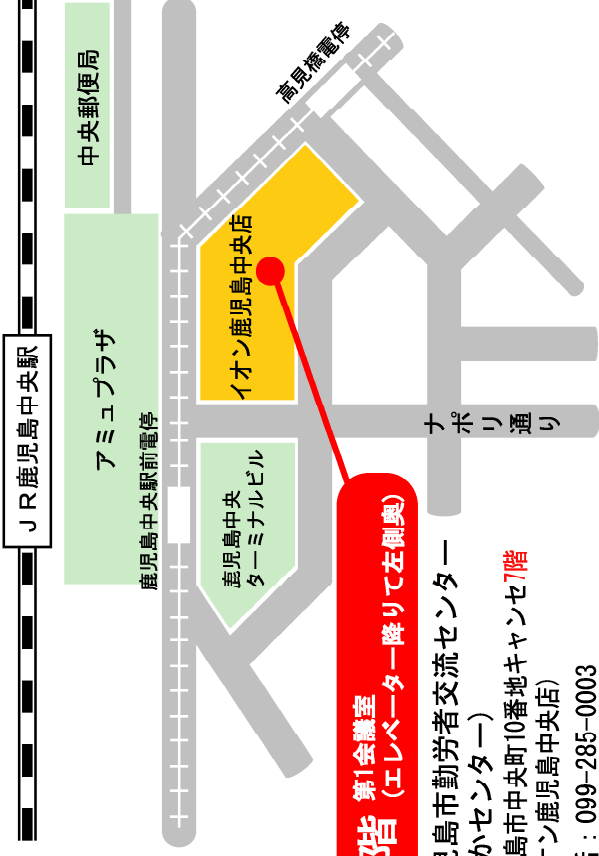 JR鹿児島中央駅
中央郵便局
アミュプラザ
高見橋電停
鹿児島中央駅前電停
イオン鹿児島中央店
鹿児島中央
ターミナルビル
ナポリ通り
階 第1会議室
(エレベーター降りて左側奥)
児島市勤労者交流センター
かセンター)
島市中央町10番地キャンセ7階
ン鹿児島中央店)
:099-285-0003